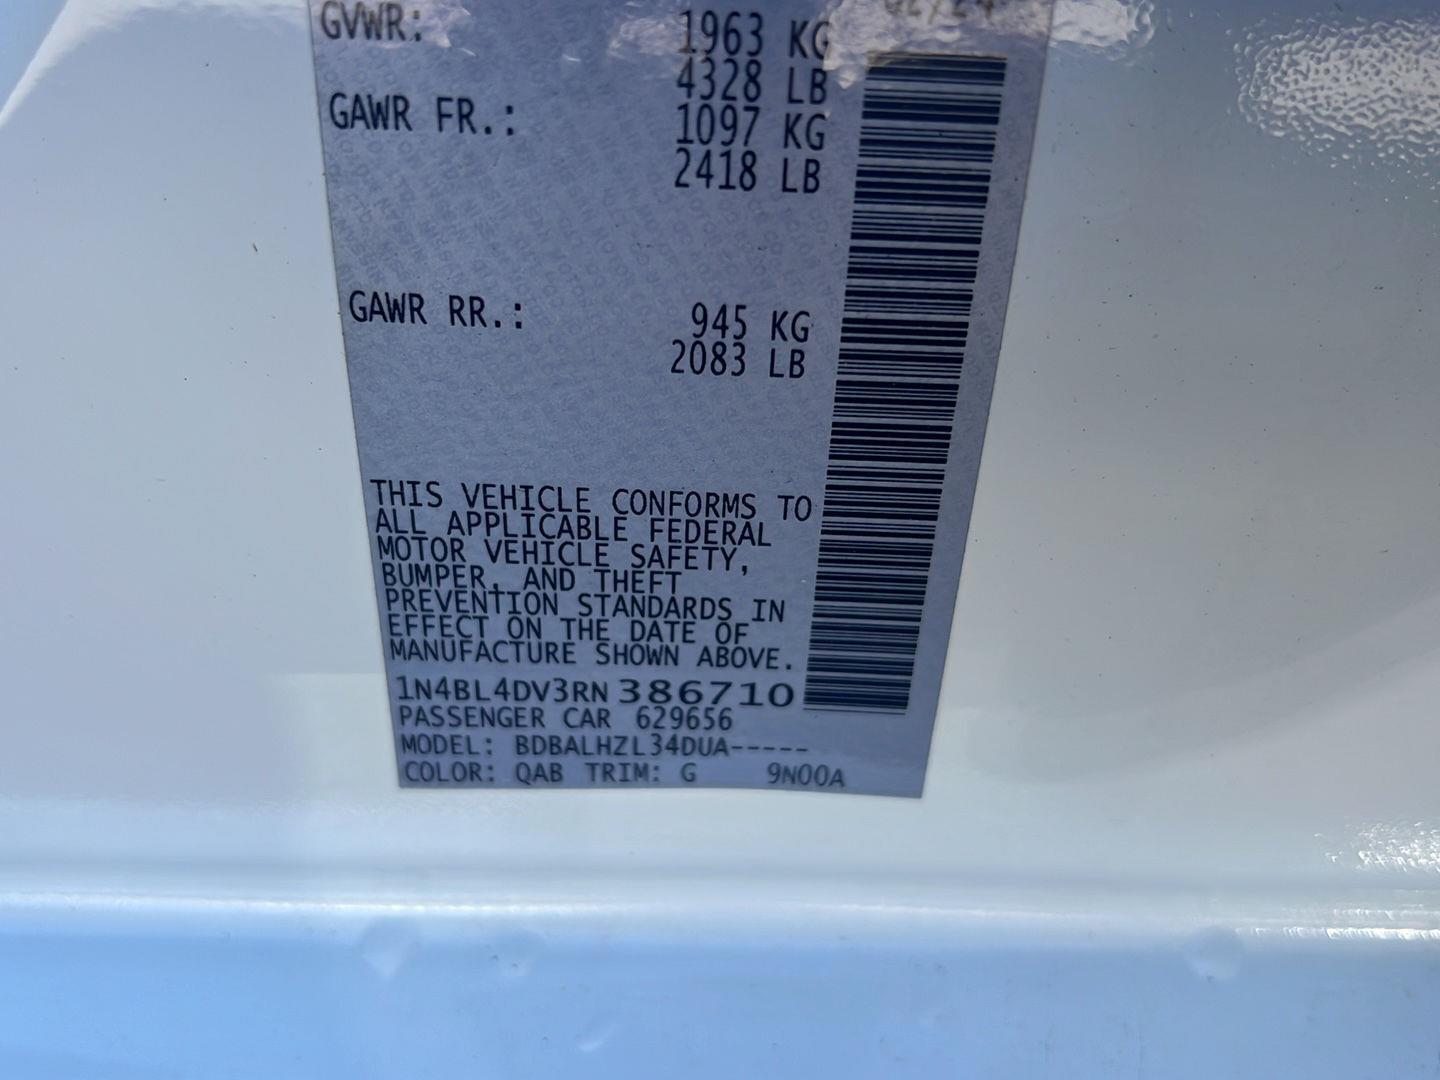 GVWR: 1963 KG
4328 LB
GAWR FR.: 1097 KG
2418 LB
GAWR RR.: 945 KG
2083 LB
THIS VEHICLE CONFORMS TO
ALL APPLICABLE FEDERAL
MOTOR VEHICLE SAFETY,
BUMPER, AND THEFT
PREVENTION STANDARDS IN
EFFECT ON THE DATE OF
MANUFACTURE SHOWN ABOVE.
1N4BL4DV3RN386710
PASSENGER CAR 629656
MODEL: BDBALHZL34DUA-----
COLOR: QAB TRIM: G 9N00A